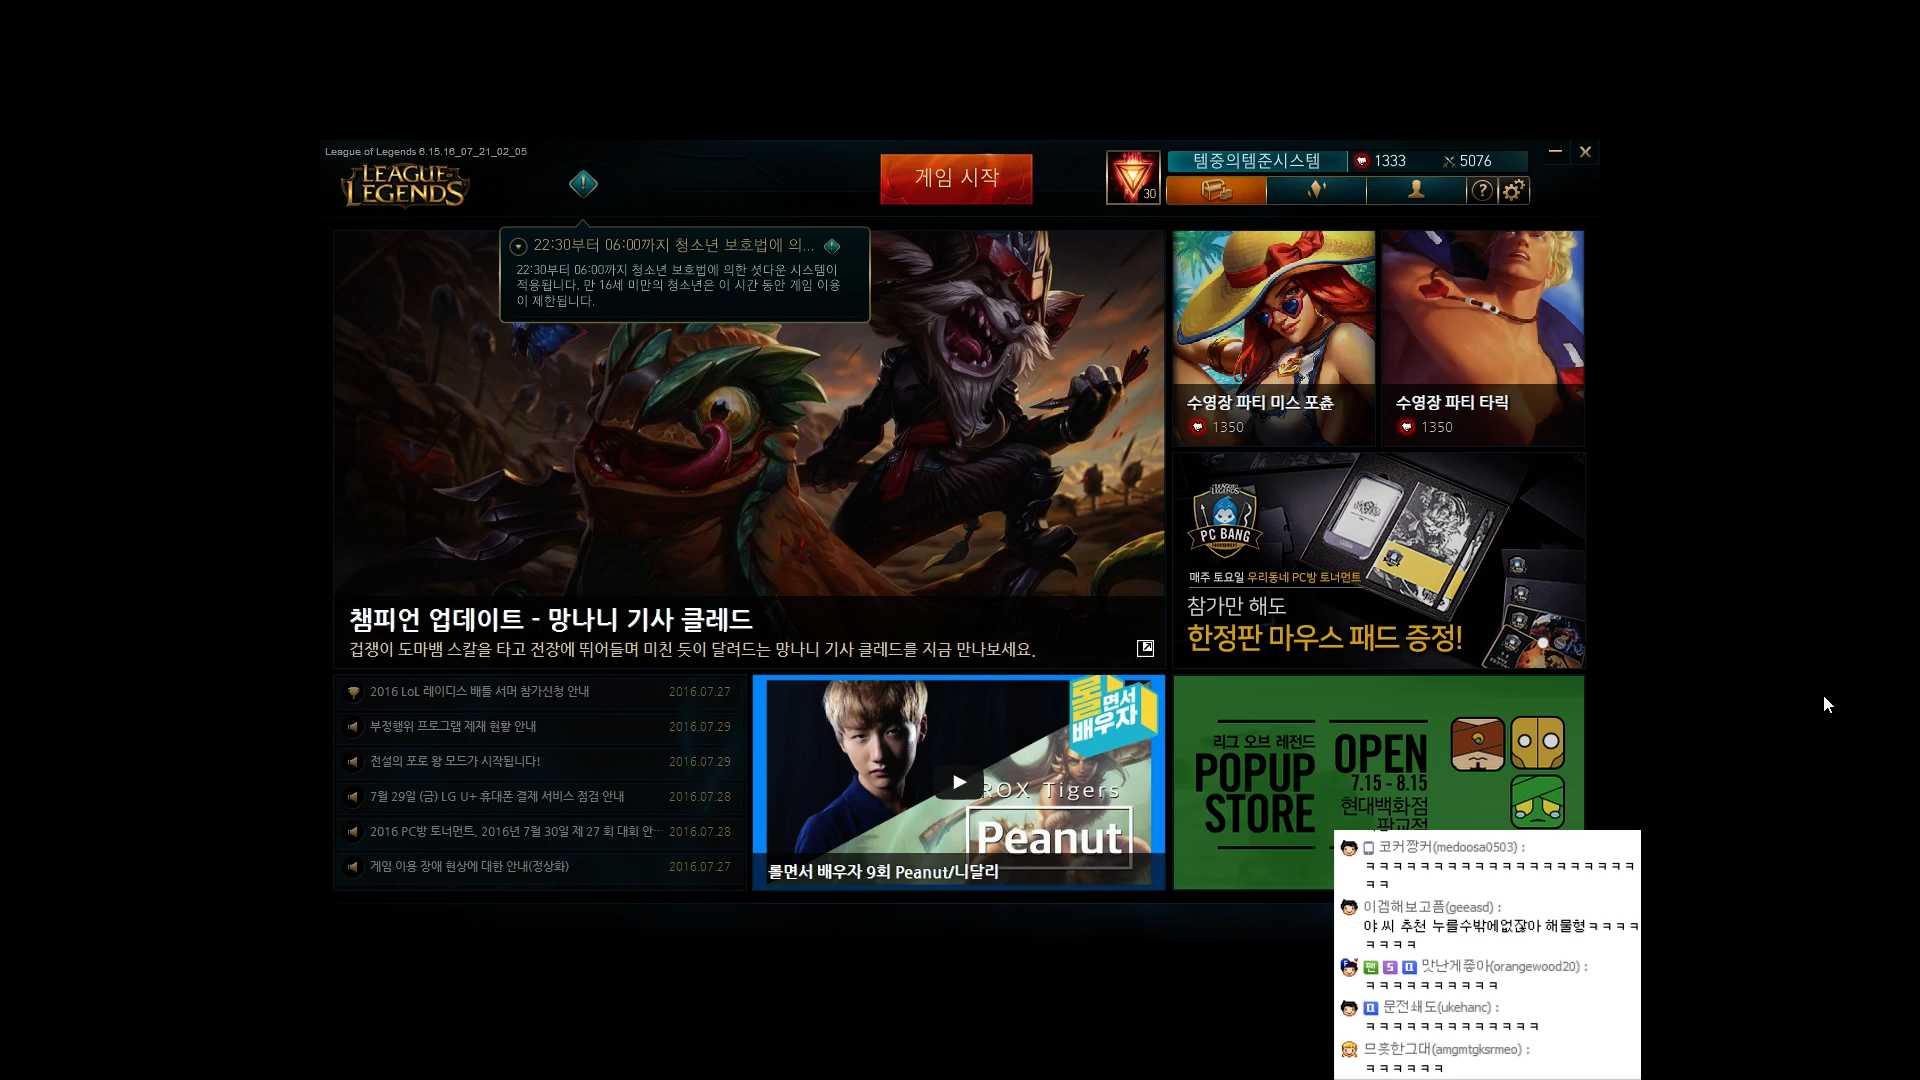 League of Legends 6.15.16_07_21_02_05
LEAGUE OF
LEGENDS
게임 시작
30
템중의템준시스템
1333
5076
22:30부터 06:00까지 청소년 보호법에 의...
22:30부터 06:00까지 청소년 보호법에 의한 셧다운 시스템이
적용됩니다. 만 16세 미만의 청소년은 이 시간 동안 게임 이용
이 제한됩니다.
챔피언 업데이트 - 망나니 기사 클레드
겁쟁이 도마뱀 스칼을 타고 전장에 뛰어들며 미친 듯이 달려드는 망나니 기사 클레드를 지금 만나보세요.
수영장 파티 미스 포츈
1350
수영장 파티 타릭
1350
LEAGUE OF
LEGENDS
PC BANG
매주 토요일 우리동네 PC방 토너먼트
참가만 해도
한정판 마우스 패드 증정!
2016 LoL 레이디스 배틀 서머 참가신청 안내 2016.07.27
부정행위 프로그램 제재 현황 안내 2016.07.29
전설의 포로 왕 모드가 시작됩니다! 2016.07.29
7월 29일 (금) LG U+ 휴대폰 결제 서비스 점검 안내 2016.07.28
2016 PC방 토너먼트, 2016년 7월 30일 제 27 회 대회 안… 2016.07.28
게임 이용 장애 현상에 대한 안내(정상화) 2016.07.27
롤면서
배우자
ROX Tigers
Peanut
롤면서 배우자 9회 Peanut/니달리
리그 오브 레전드
POPUP
STORE
OPEN
7.15 - 8.15
현대백화점
판교점
코커짱커(medoosa0503) :
ㅋㅋㅋㅋㅋㅋㅋㅋㅋㅋㅋㅋㅋㅋㅋㅋㅋㅋㅋㅋ
ㅋㅋ
이겜해보고픔(geeasd) :
야 씨 추천 누를수밖에없잖아 해물형ㅋㅋㅋㅋ
ㅋㅋㅋㅋ
팬 S 맛난게좋아(orangewood20) :
ㅋㅋㅋㅋㅋㅋㅋㅋㅋㅋ
문전쇄도(ukehanc) :
ㅋㅋㅋㅋㅋㅋㅋㅋㅋㅋㅋㅋㅋ
므흣한그대(amgmtgksrmeo) :
ㅋㅋㅋㅋㅋㅋ